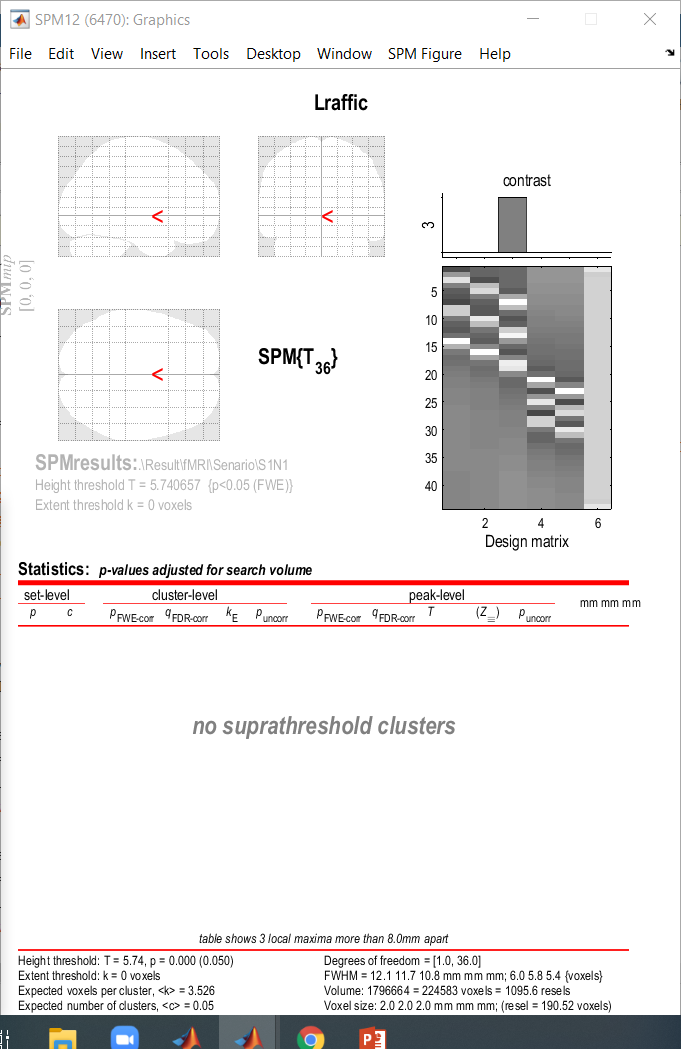 SPM12 (6470): Graphics
File Edit View Insert Tools Desktop Window SPM Figure Help
Lraffic
contrast
3
SPMmip
[0, 0, 0]
SPM{T36}
5
10
15
20
25
30
35
40
2 4 6
Design matrix
SPMresults: .\Result\fMRI\Senario\S1N1
Height threshold T = 5.740657 {p<0.05 (FWE)}
Extent threshold k = 0 voxels
Statistics: p-values adjusted for search volume
set-level cluster-level peak-level mm mm mm
p c pFWE-corr qFDR-corr kE puncorr pFWE-corr qFDR-corr T (Z≡) puncorr
no suprathreshold clusters
table shows 3 local maxima more than 8.0mm apart
Height threshold: T = 5.74, p = 0.000 (0.050)
Extent threshold: k = 0 voxels
Expected voxels per cluster, <k> = 3.526
Expected number of clusters, <c> = 0.05
Degrees of freedom = [1.0, 36.0]
FWHM = 12.1 11.7 10.8 mm mm mm; 6.0 5.8 5.4 {voxels}
Volume: 1796664 = 224583 voxels = 1095.6 resels
Voxel size: 2.0 2.0 2.0 mm mm mm; (resel = 190.52 voxels)